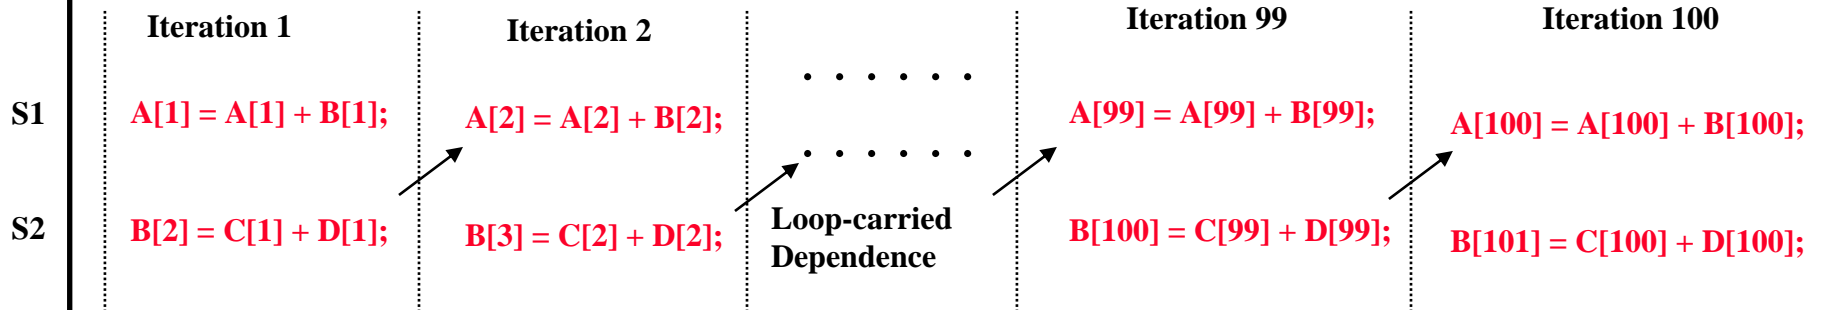 Iteration 1
Iteration 2
Iteration 99
Iteration 100
S1
A[1] = A[1] + B[1];
A[2] = A[2] + B[2];
. . . . . .
A[99] = A[99] + B[99];
A[100] = A[100] + B[100];
. . . . . .
S2
B[2] = C[1] + D[1];
B[3] = C[2] + D[2];
Loop-carried
Dependence
B[100] = C[99] + D[99];
B[101] = C[100] + D[100];